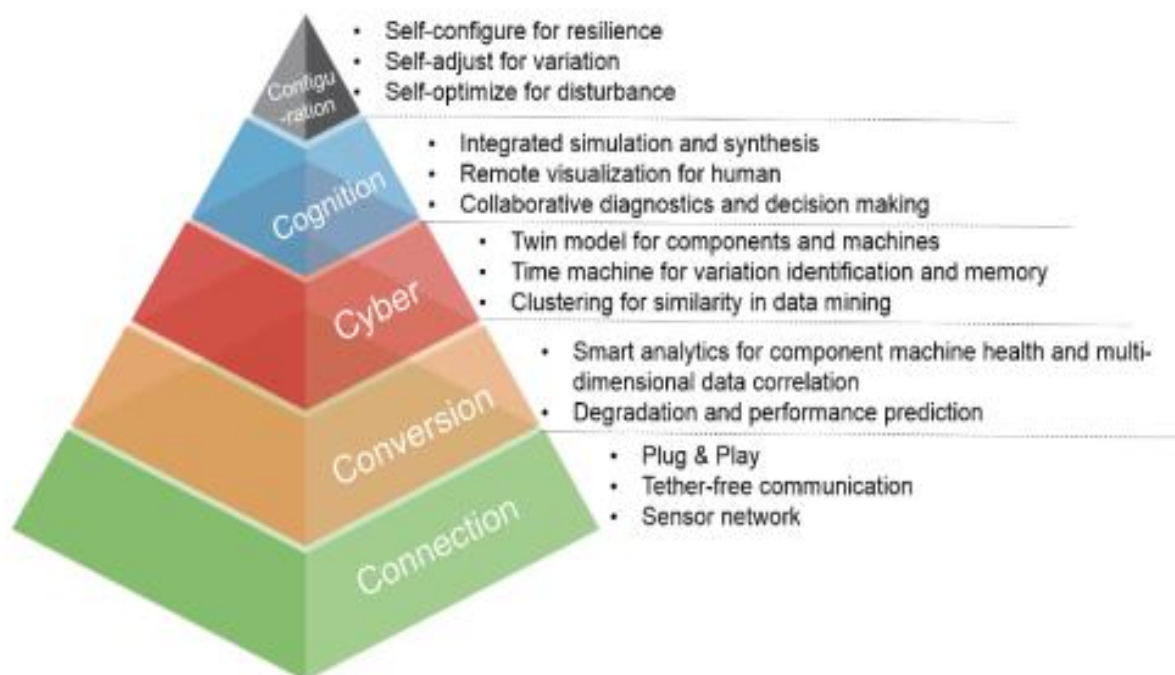 Configu
-ration
• Self-configure for resilience
• Self-adjust for variation
• Self-optimize for disturbance
Cognition
• Integrated simulation and synthesis
• Remote visualization for human
• Collaborative diagnostics and decision making
Cyber
• Twin model for components and machines
• Time machine for variation identification and memory
• Clustering for similarity in data mining
Conversion
• Smart analytics for component machine health and multi-
dimensional data correlation
• Degradation and performance prediction
Connection
• Plug & Play
• Tether-free communication
• Sensor network